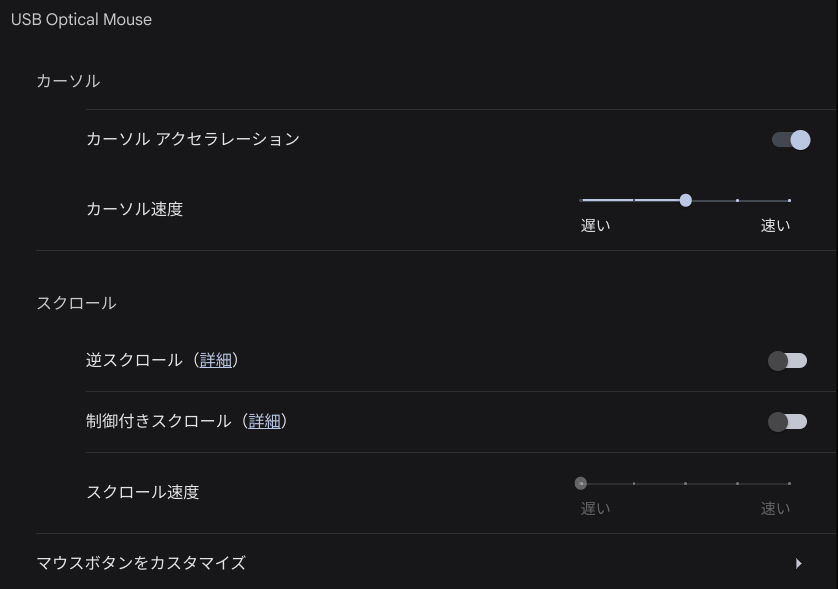 USB Optical Mouse
カーソル
カーソル アクセラレーション
カーソル速度
遅い 速い
スクロール
逆スクロール（詳細）
制御付きスクロール（詳細）
スクロール速度
遅い 速い
マウスボタンをカスタマイズ